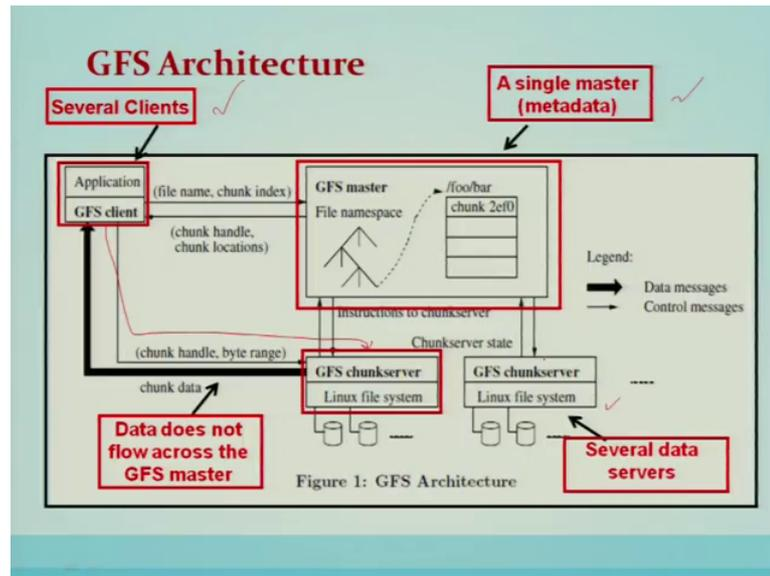 GFS Architecture
Several Clients
A single master
(metadata)
Application
GFS client
(file name, chunk index)
(chunk handle,
chunk locations)
GFS master
File namespace
/foo/bar
chunk 2ef0
Legend:
Data messages
Control messages
Instructions to chunkserver
Chunkserver state
(chunk handle, byte range)
chunk data
GFS chunkserver
Linux file system
GFS chunkserver
Linux file system
Data does not
flow across the
GFS master
Several data
servers
Figure 1: GFS Architecture